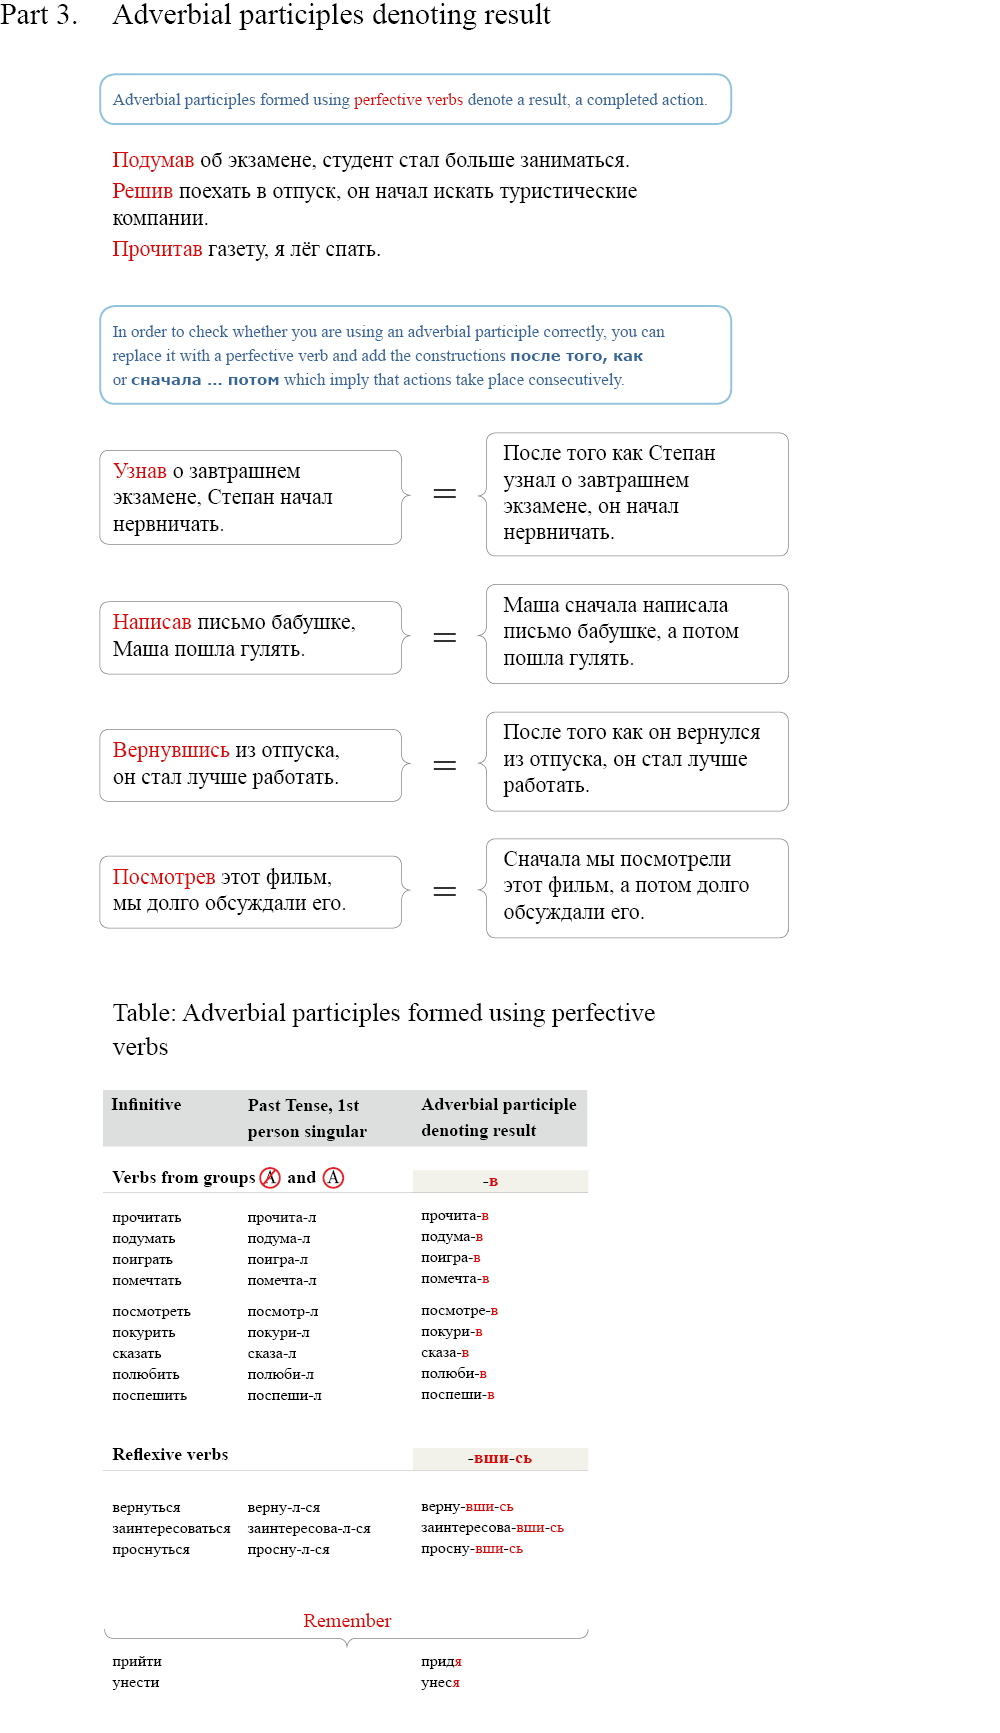 Part 3. Adverbial participles denoting result
Adverbial participles formed using perfective verbs denote a result, a completed action.
Подумав об экзамене, студент стал больше заниматься.
Решив поехать в отпуск, он начал искать туристические
компании.
Прочитав газету, я лёг спать.
In order to check whether you are using an adverbial participle correctly, you can
replace it with a perfective verb and add the constructions после того, как
or сначала ... потом which imply that actions take place consecutively.
Узнав о завтрашнем
экзамене, Степан начал
нервничать.
=
После того как Степан
узнал о завтрашнем
экзамене, он начал
нервничать.
Написав письмо бабушке,
Маша пошла гулять.
=
Маша сначала написала
письмо бабушке, а потом
пошла гулять.
Вернувшись из отпуска,
он стал лучше работать.
=
После того как он вернулся
из отпуска, он стал лучше
работать.
Посмотрев этот фильм,
мы долго обсуждали его.
=
Сначала мы посмотрели
этот фильм, а потом долго
обсуждали его.
Table: Adverbial participles formed using perfective
verbs
Infinitive
Past Tense, 1st
person singular
Adverbial participle
denoting result
Verbs from groups A and A -в
прочитать прочита-л прочита-в
подумать подума-л подума-в
поиграть поигра-л поигра-в
помечтать помечта-л помечта-в
посмотреть посмотр-л посмотре-в
покурить покури-л покури-в
сказать сказа-л сказа-в
полюбить полюби-л полюби-в
поспешить поспеши-л поспеши-в
Reflexive verbs -вши-сь
вернуться верну-л-ся верну-вши-сь
заинтересоваться заинтересова-л-ся заинтересова-вши-сь
проснуться просну-л-ся просну-вши-сь
Remember
прийти придя
унести унеся